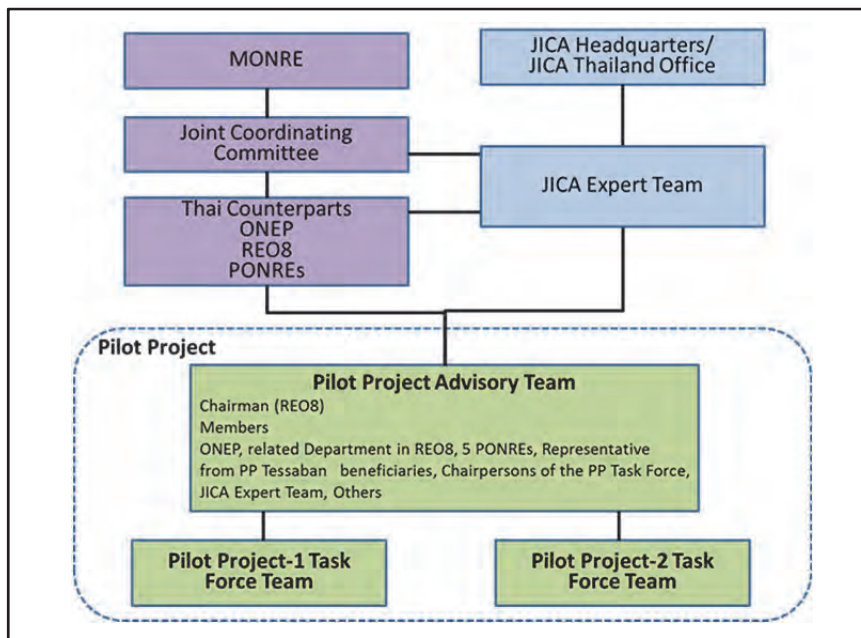 MONRE
JICA Headquarters/
JICA Thailand Office
Joint Coordinating
Committee
JICA Expert Team
Thai Counterparts
ONEP
REO8
PONREs
Pilot Project
Pilot Project Advisory Team
Chairman (REO8)
Members
ONEP, related Department in REO8, 5 PONREs, Representative
from PP Tessaban beneficiaries, Chairpersons of the PP Task Force,
JICA Expert Team, Others
Pilot Project-1 Task
Force Team
Pilot Project-2 Task
Force Team